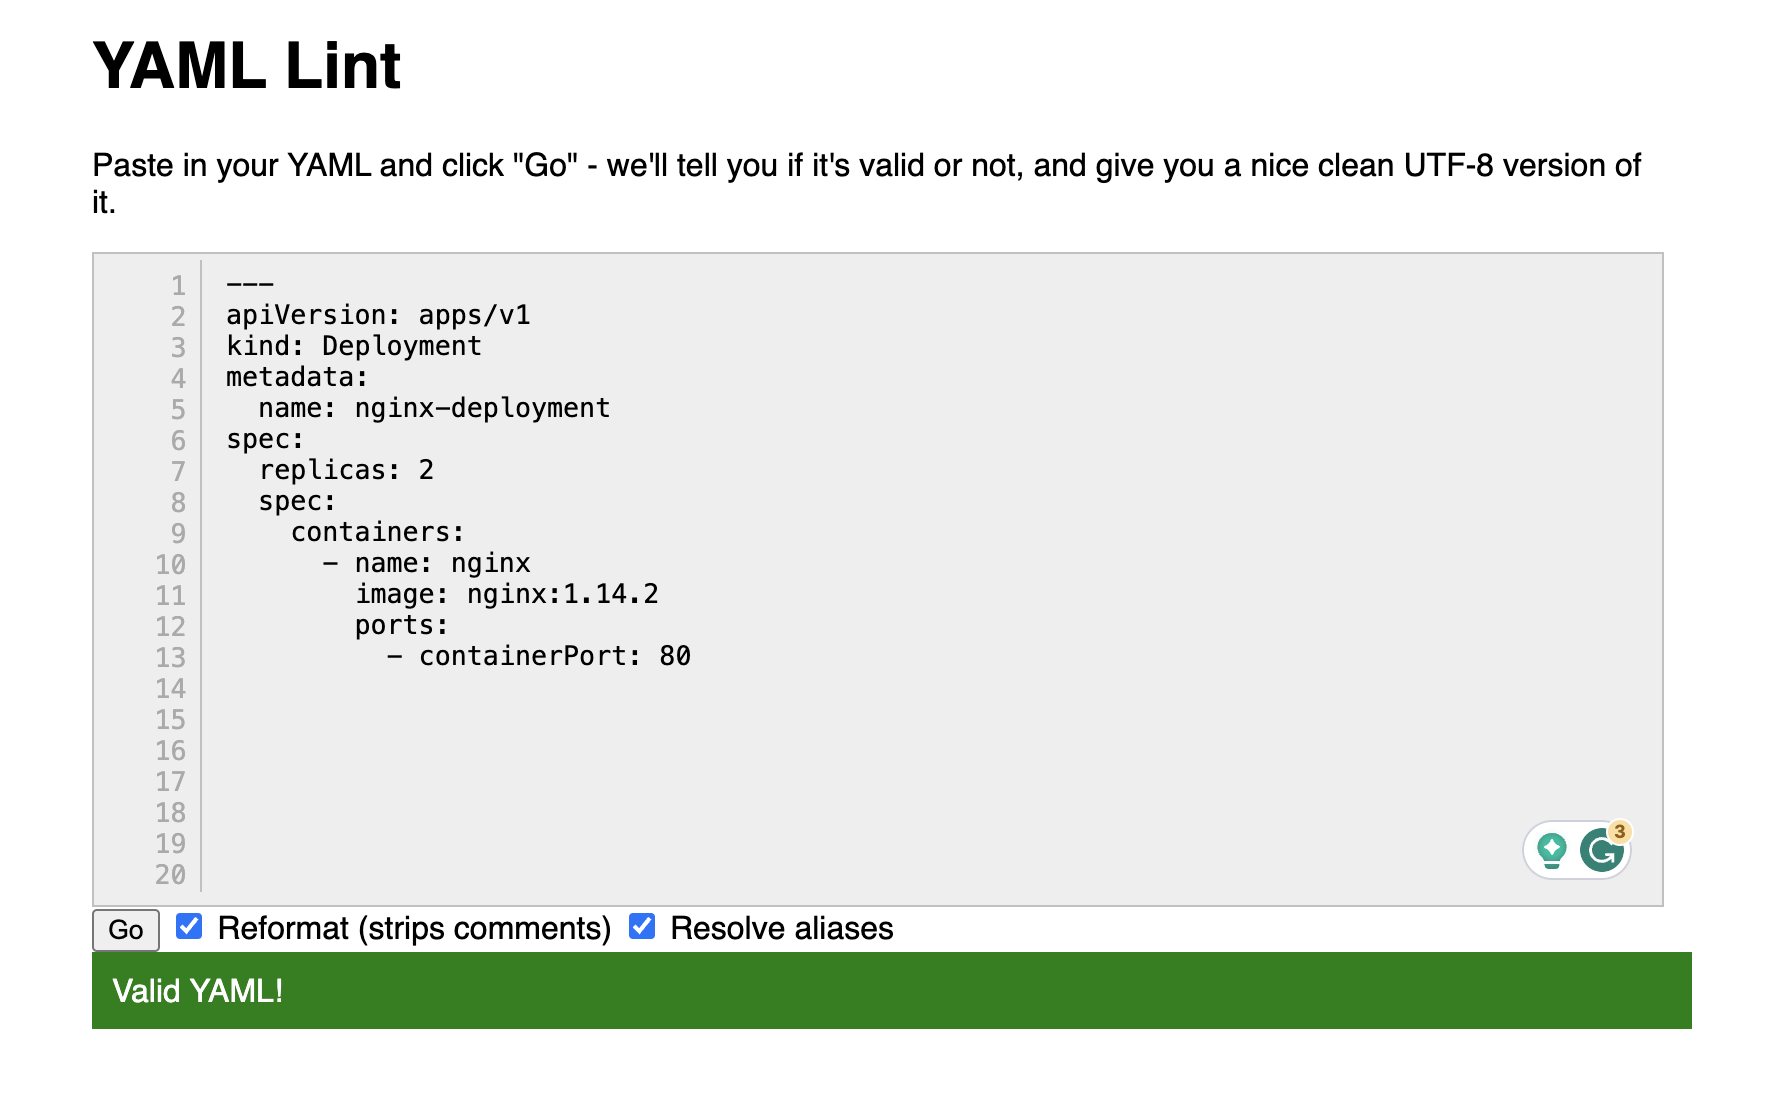 YAML Lint
Paste in your YAML and click "Go" - we'll tell you if it's valid or not, and give you a nice clean UTF-8 version of
it.
1 ---
2 apiVersion: apps/v1
3 kind: Deployment
4 metadata:
5   name: nginx-deployment
6 spec:
7   replicas: 2
8   spec:
9     containers:
10       - name: nginx
11         image: nginx:1.14.2
12         ports:
13           - containerPort: 80
14
15
16
17
18
19
20
3
Go Reformat (strips comments) Resolve aliases
Valid YAML!